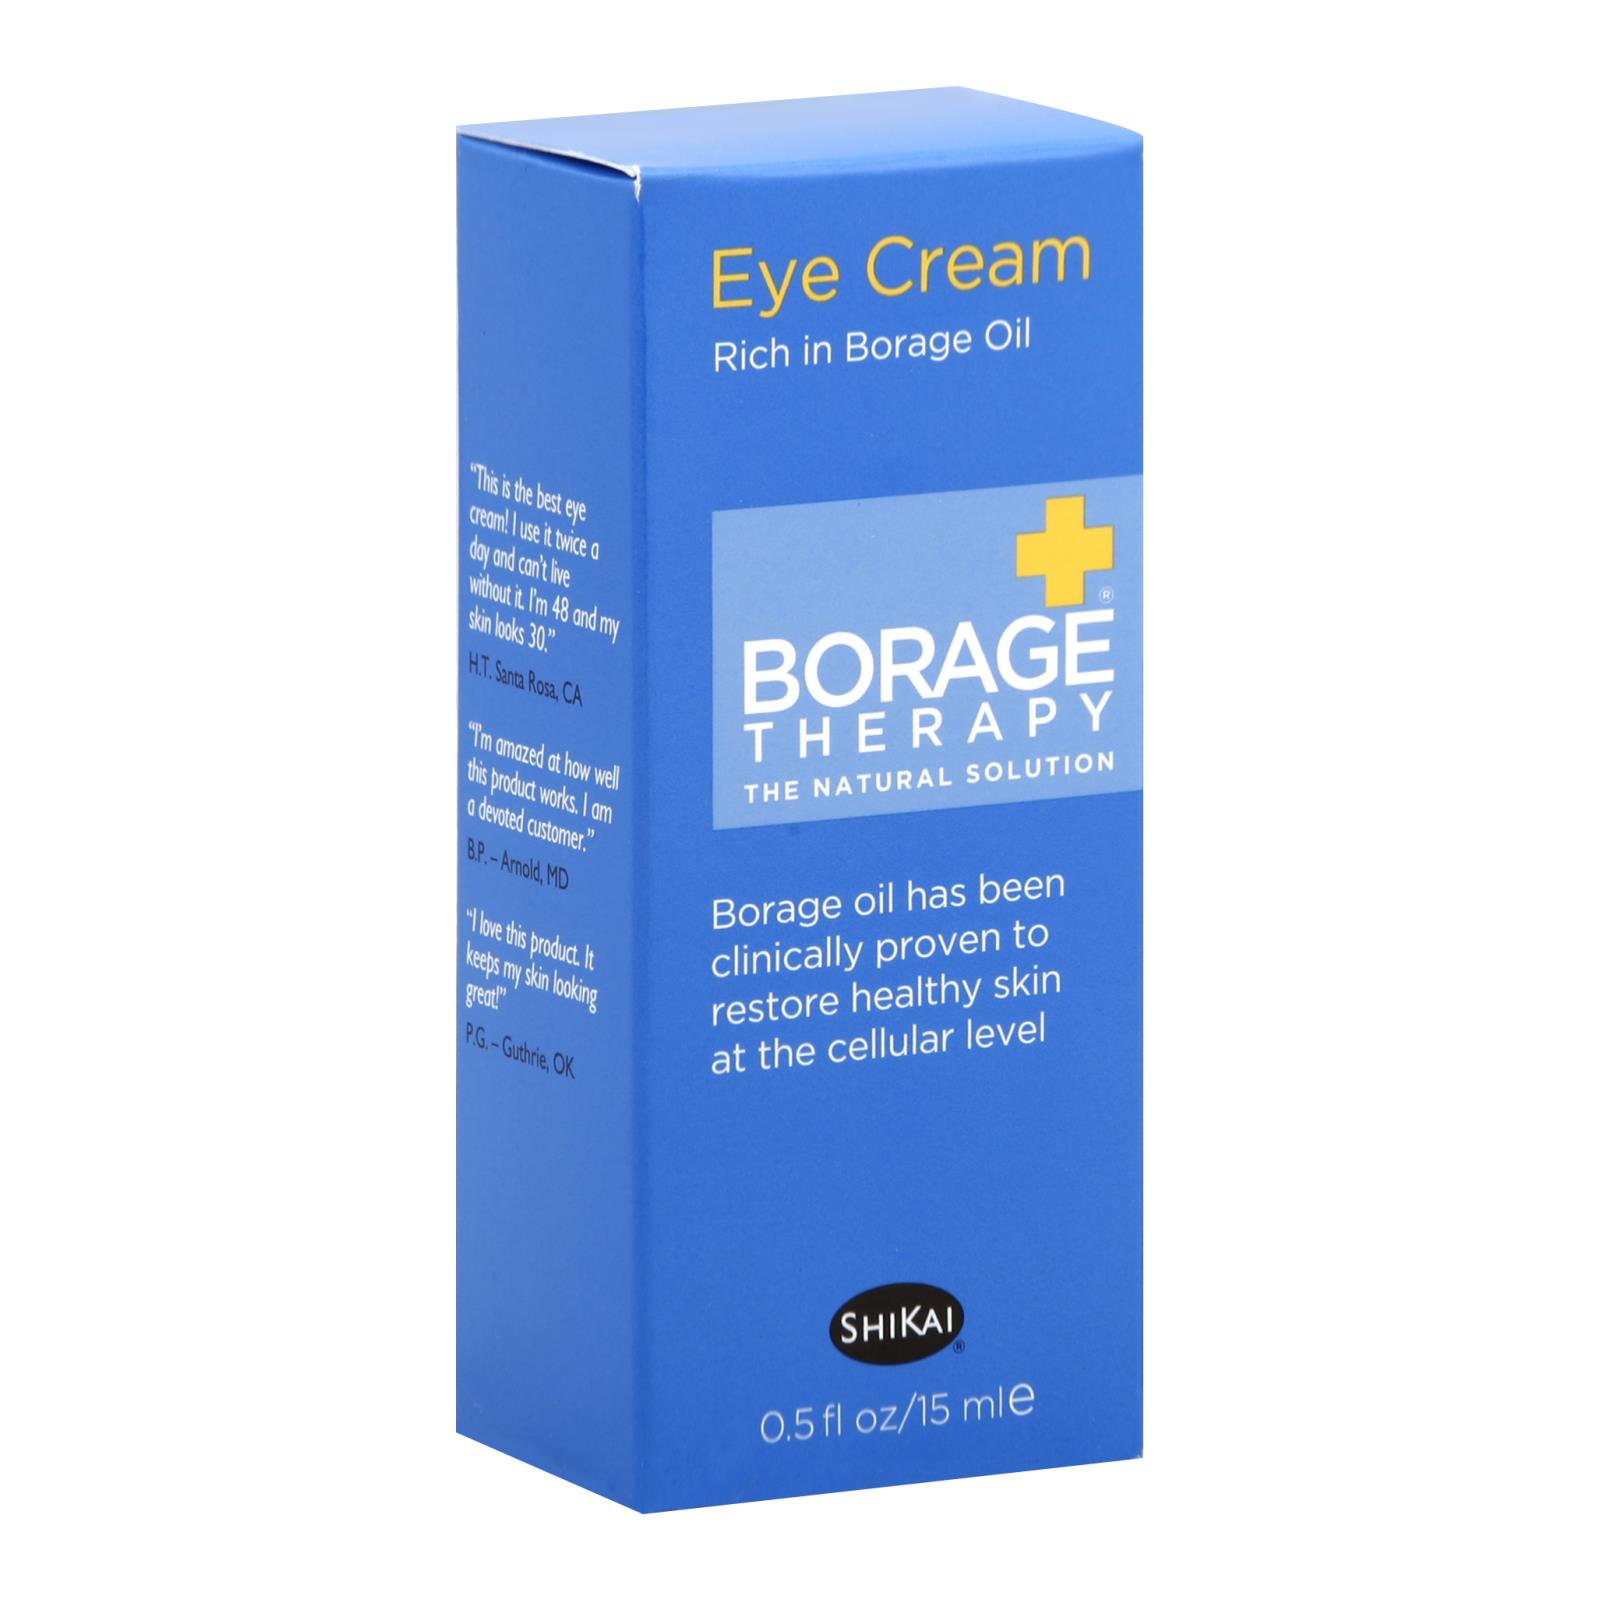 Eye Cream
Rich in Borage Oil
®
BORAGE
THERAPY
THE NATURAL SOLUTION
Borage oil has been
clinically proven to
restore healthy skin
at the cellular level
SHIKAI
®
0.5 fl oz/15 ml e
“This is the best eye
cream! I use it twice a
day and can't live
without it. I'm 48 and my
skin looks 30.”
H.T. Santa Rosa, CA
“I'm amazed at how well
this product works. I am
a devoted customer.”
B.P. – Arnold, MD
“I love this product. It
keeps my skin looking
great!”
P.G. – Guthrie, OK